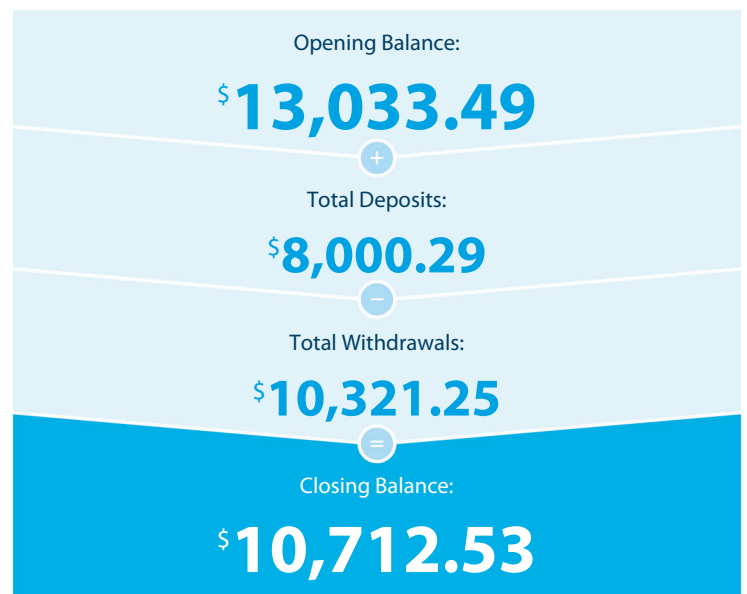 Opening Balance:
$13,033.49
+
Total Deposits:
$8,000.29
−
Total Withdrawals:
$10,321.25
=
Closing Balance:
$10,712.53